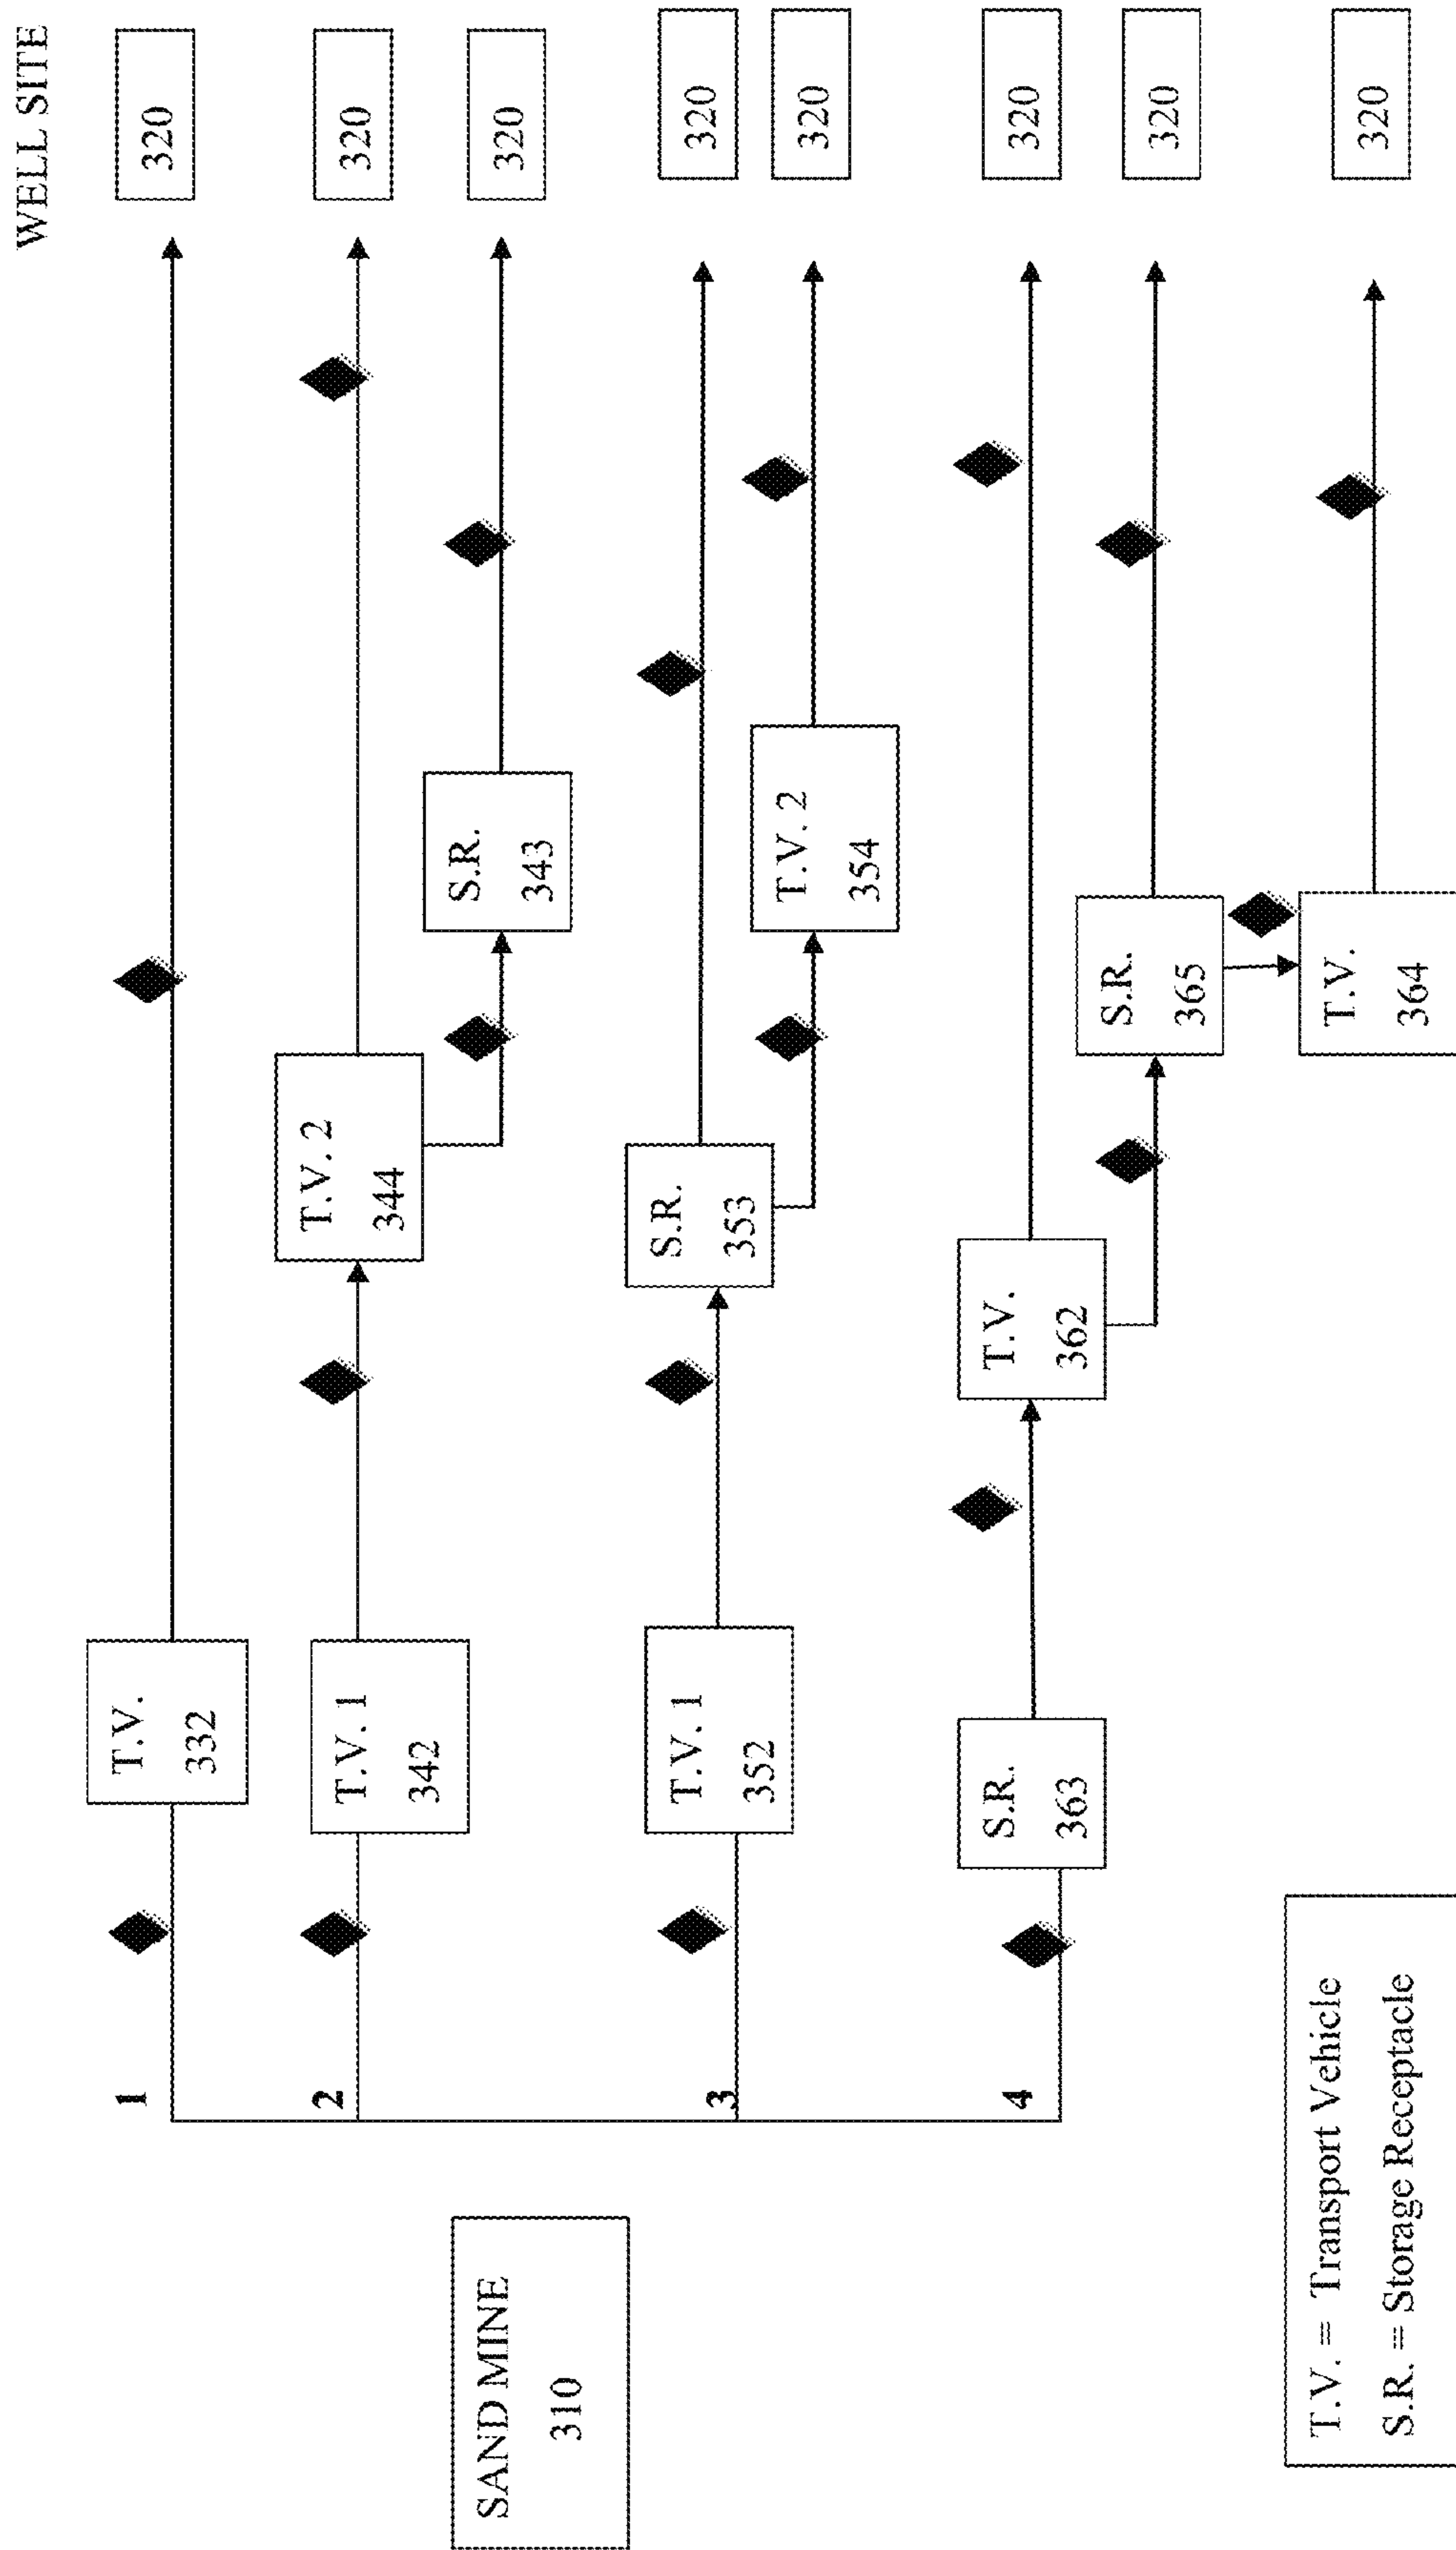 WELL SITE
SAND MINE
310
1
T.V.
332
320
2
T.V. 1
342
T.V. 2
344
320
S.R.
343
320
3
T.V. 1
352
S.R.
353
320
T.V. 2
354
320
4
S.R.
363
T.V.
362
320
S.R.
365
320
T.V.
364
320
T.V. = Transport Vehicle
S.R. = Storage Receptacle